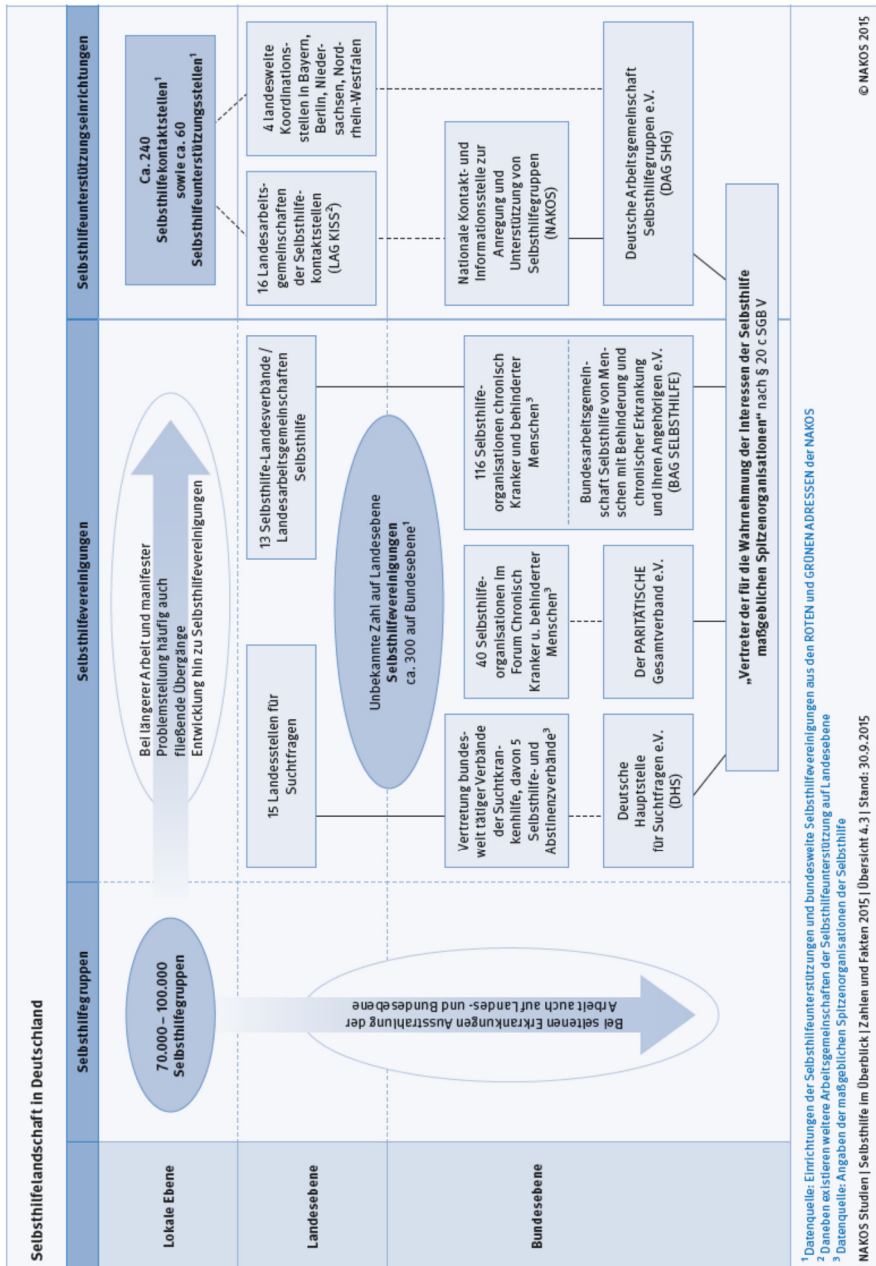 Selbsthilfelandschaft in Deutschland
Selbsthilfegruppen
Selbsthilfevereinigungen
Selbsthilfeunterstützungseinrichtungen
Lokale Ebene
70.000 – 100.000
Selbsthilfegruppen
Bei längerer Arbeit und manifester
Problemstellung häufig auch
fließende Übergänge
Entwicklung hin zu Selbsthilfevereinigungen
Ca. 240
Selbsthilfekontaktstellen¹
sowie ca. 60
Selbsthilfeunterstützungsstellen¹
Landesebene
15 Landesstellen für
Suchtfragen
13 Selbsthilfe-Landesverbände /
Landesarbeitsgemeinschaften
Selbsthilfe
16 Landesarbeits-
gemeinschaften
der Selbsthilfe-
kontaktstellen
(LAG KISS²)
4 landesweite
Koordinations-
stellen in Bayern,
Berlin, Nieder-
sachsen, Nord-
rhein-Westfalen
Unbekannte Zahl auf Landesebene
Selbsthilfevereinigungen
ca. 300 auf Bundesebene¹
Bei seltenen Erkrankungen Ausstrahlung der
Arbeit auch auf Landes- und Bundesebene
Bundesebene
Vertretung bundes-
weit tätiger Verbände
der Suchtkran-
kenhilfe, davon 5
Selbsthilfe- und
Abstinenzverbände³
40 Selbsthilfe-
organisationen im
Forum Chronisch
Kranker u. behinderter
Menschen³
116 Selbsthilfe-
organisationen chronisch
Kranker und behinderter
Menschen³
Nationale Kontakt- und
Informationsstelle zur
Anregung und
Unterstützung von
Selbsthilfegruppen
(NAKOS)
Deutsche
Hauptstelle
für Suchtfragen e.V.
(DHS)
Der PARITÄTISCHE
Gesamtverband e.V.
Bundesarbeitsgemein-
schaft Selbsthilfe von Men-
schen mit Behinderung und
chronischer Erkrankung
und ihren Angehörigen e.V.
(BAG SELBSTHILFE)
Deutsche Arbeitsgemeinschaft
Selbsthilfegruppen e.V.
(DAG SHG)
„Vertreter der für die Wahrnehmung der Interessen der Selbsthilfe
maßgeblichen Spitzenorganisationen“ nach § 20 c SGB V
¹ Datenquelle: Einrichtungen der Selbsthilfeunterstützungen und bundesweite Selbsthilfevereinigungen aus den ROTEN und GRÜNEN ADRESSEN der NAKOS
² Daneben existieren weitere Arbeitsgemeinschaften der Selbsthilfeunterstützung auf Landesebene
³ Datenquelle: Angaben der maßgeblichen Spitzenorganisationen der Selbsthilfe
NAKOS Studien | Selbsthilfe im Überblick | Zahlen und Fakten 2015 | Übersicht 4.3 | Stand: 30.9.2015
© NAKOS 2015